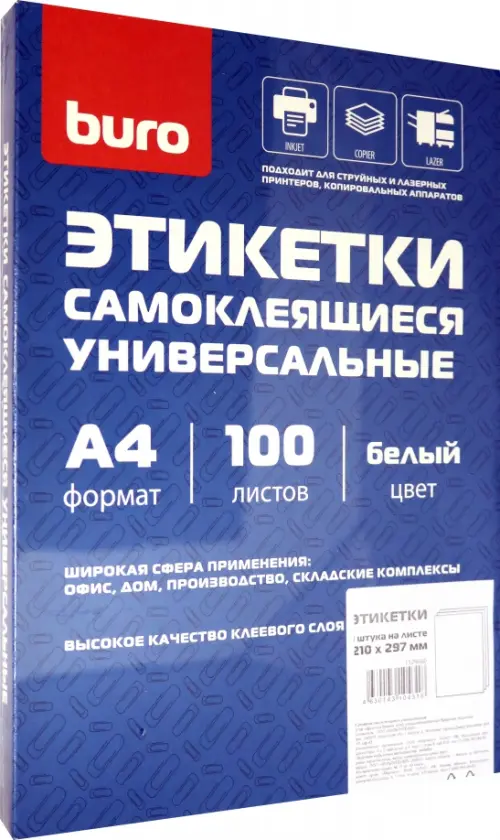 buro
INKJET
COPIER
LAZER
ПОДХОДИТ ДЛЯ СТРУЙНЫХ И ЛАЗЕРНЫХ
ПРИНТЕРОВ, КОПИРОВАЛЬНЫХ АППАРАТОВ
ЭТИКЕТКИ
САМОКЛЕЯЩИЕСЯ
УНИВЕРСАЛЬНЫЕ
А4
формат
100
листов
белый
цвет
ШИРОКАЯ СФЕРА ПРИМЕНЕНИЯ:
ОФИС, ДОМ, ПРОИЗВОДСТВО, СКЛАДСКИЕ КОМПЛЕКСЫ
ВЫСОКОЕ КАЧЕСТВО КЛЕЕВОГО СЛОЯ
ЭТИКЕТКИ
штука на листе
210 x 297 мм
ЭТИКЕТКИ САМОКЛЕЯЩИЕСЯ УНИВЕРСАЛЬНЫЕ